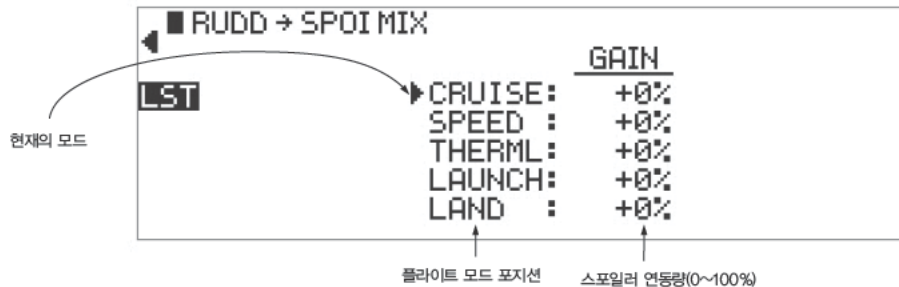 RUDD → SPOI MIX
GAIN
LST
CRUISE: +0%
SPEED : +0%
THERML: +0%
LAUNCH: +0%
LAND : +0%
현재의 모드
플라이트 모드 포지션
스포일러 연동량(0~100%)